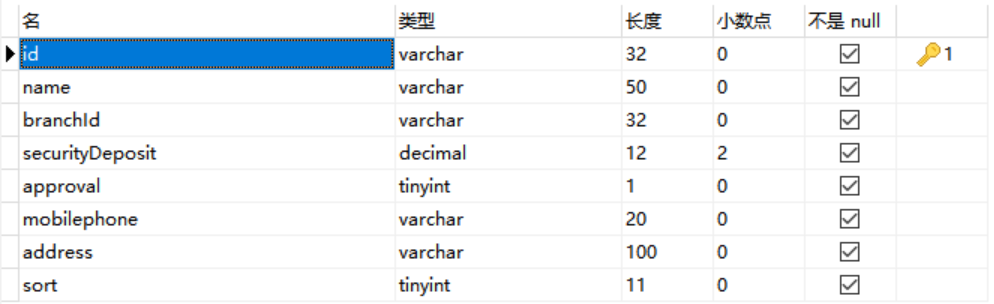 名 类型 长度 小数点 不是 null
id varchar 32 0 1
name varchar 50 0
branchId varchar 32 0
securityDeposit decimal 12 2
approval tinyint 1 0
mobilephone varchar 20 0
address varchar 100 0
sort tinyint 11 0